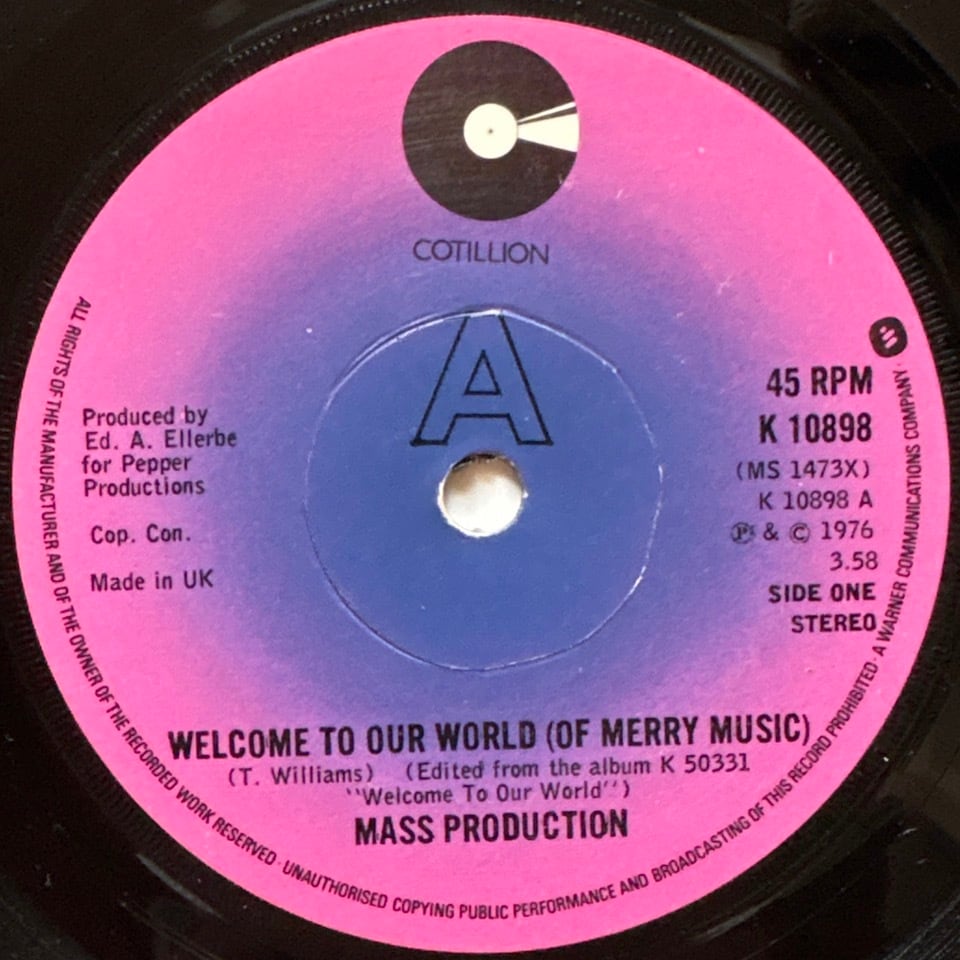 COTILLION
A
Produced by
Ed. A. Ellerbe
for Pepper
Productions
Cop. Con.
Made in UK
45 RPM
K 10898
(MS 1473X)
K 10898 A
Ⓟ & © 1976
3.58
SIDE ONE
STEREO
WELCOME TO OUR WORLD (OF MERRY MUSIC)
(T. Williams) (Edited from the album K 50331
''Welcome To Our World'')
MASS PRODUCTION
ALL RIGHTS OF THE MANUFACTURER AND OF THE OWNER OF THE RECORDED WORK RESERVED · UNAUTHORISED COPYING PUBLIC PERFORMANCE AND BROADCASTING OF THIS RECORD PROHIBITED · A WARNER COMMUNICATIONS COMPANY ·